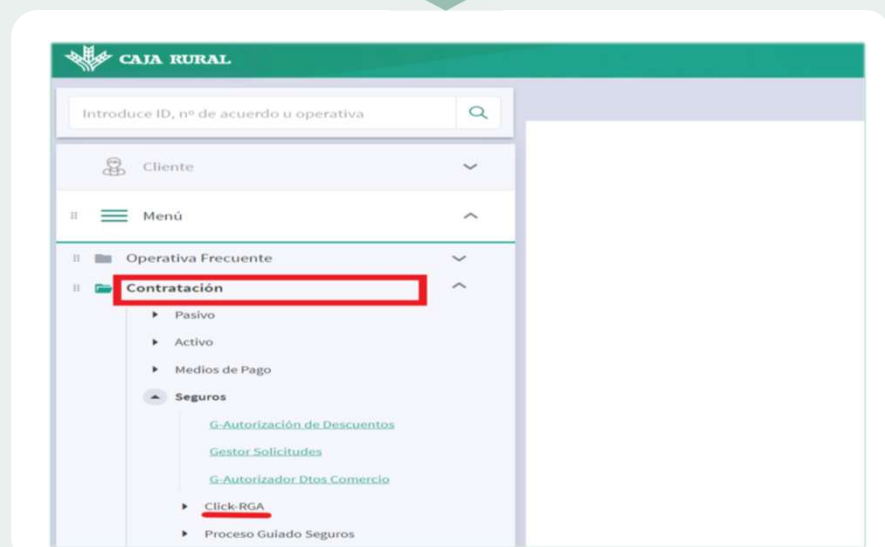 CAJA RURAL
Introduce ID, nº de acuerdo u operativa
Cliente
Menú
Operativa Frecuente
Contratación
Pasivo
Activo
Medios de Pago
Seguros
G-Autorización de Descuentos
Gestor Solicitudes
G-Autorizador Dtos Comercio
Click-RGA
Proceso Guiado Seguros